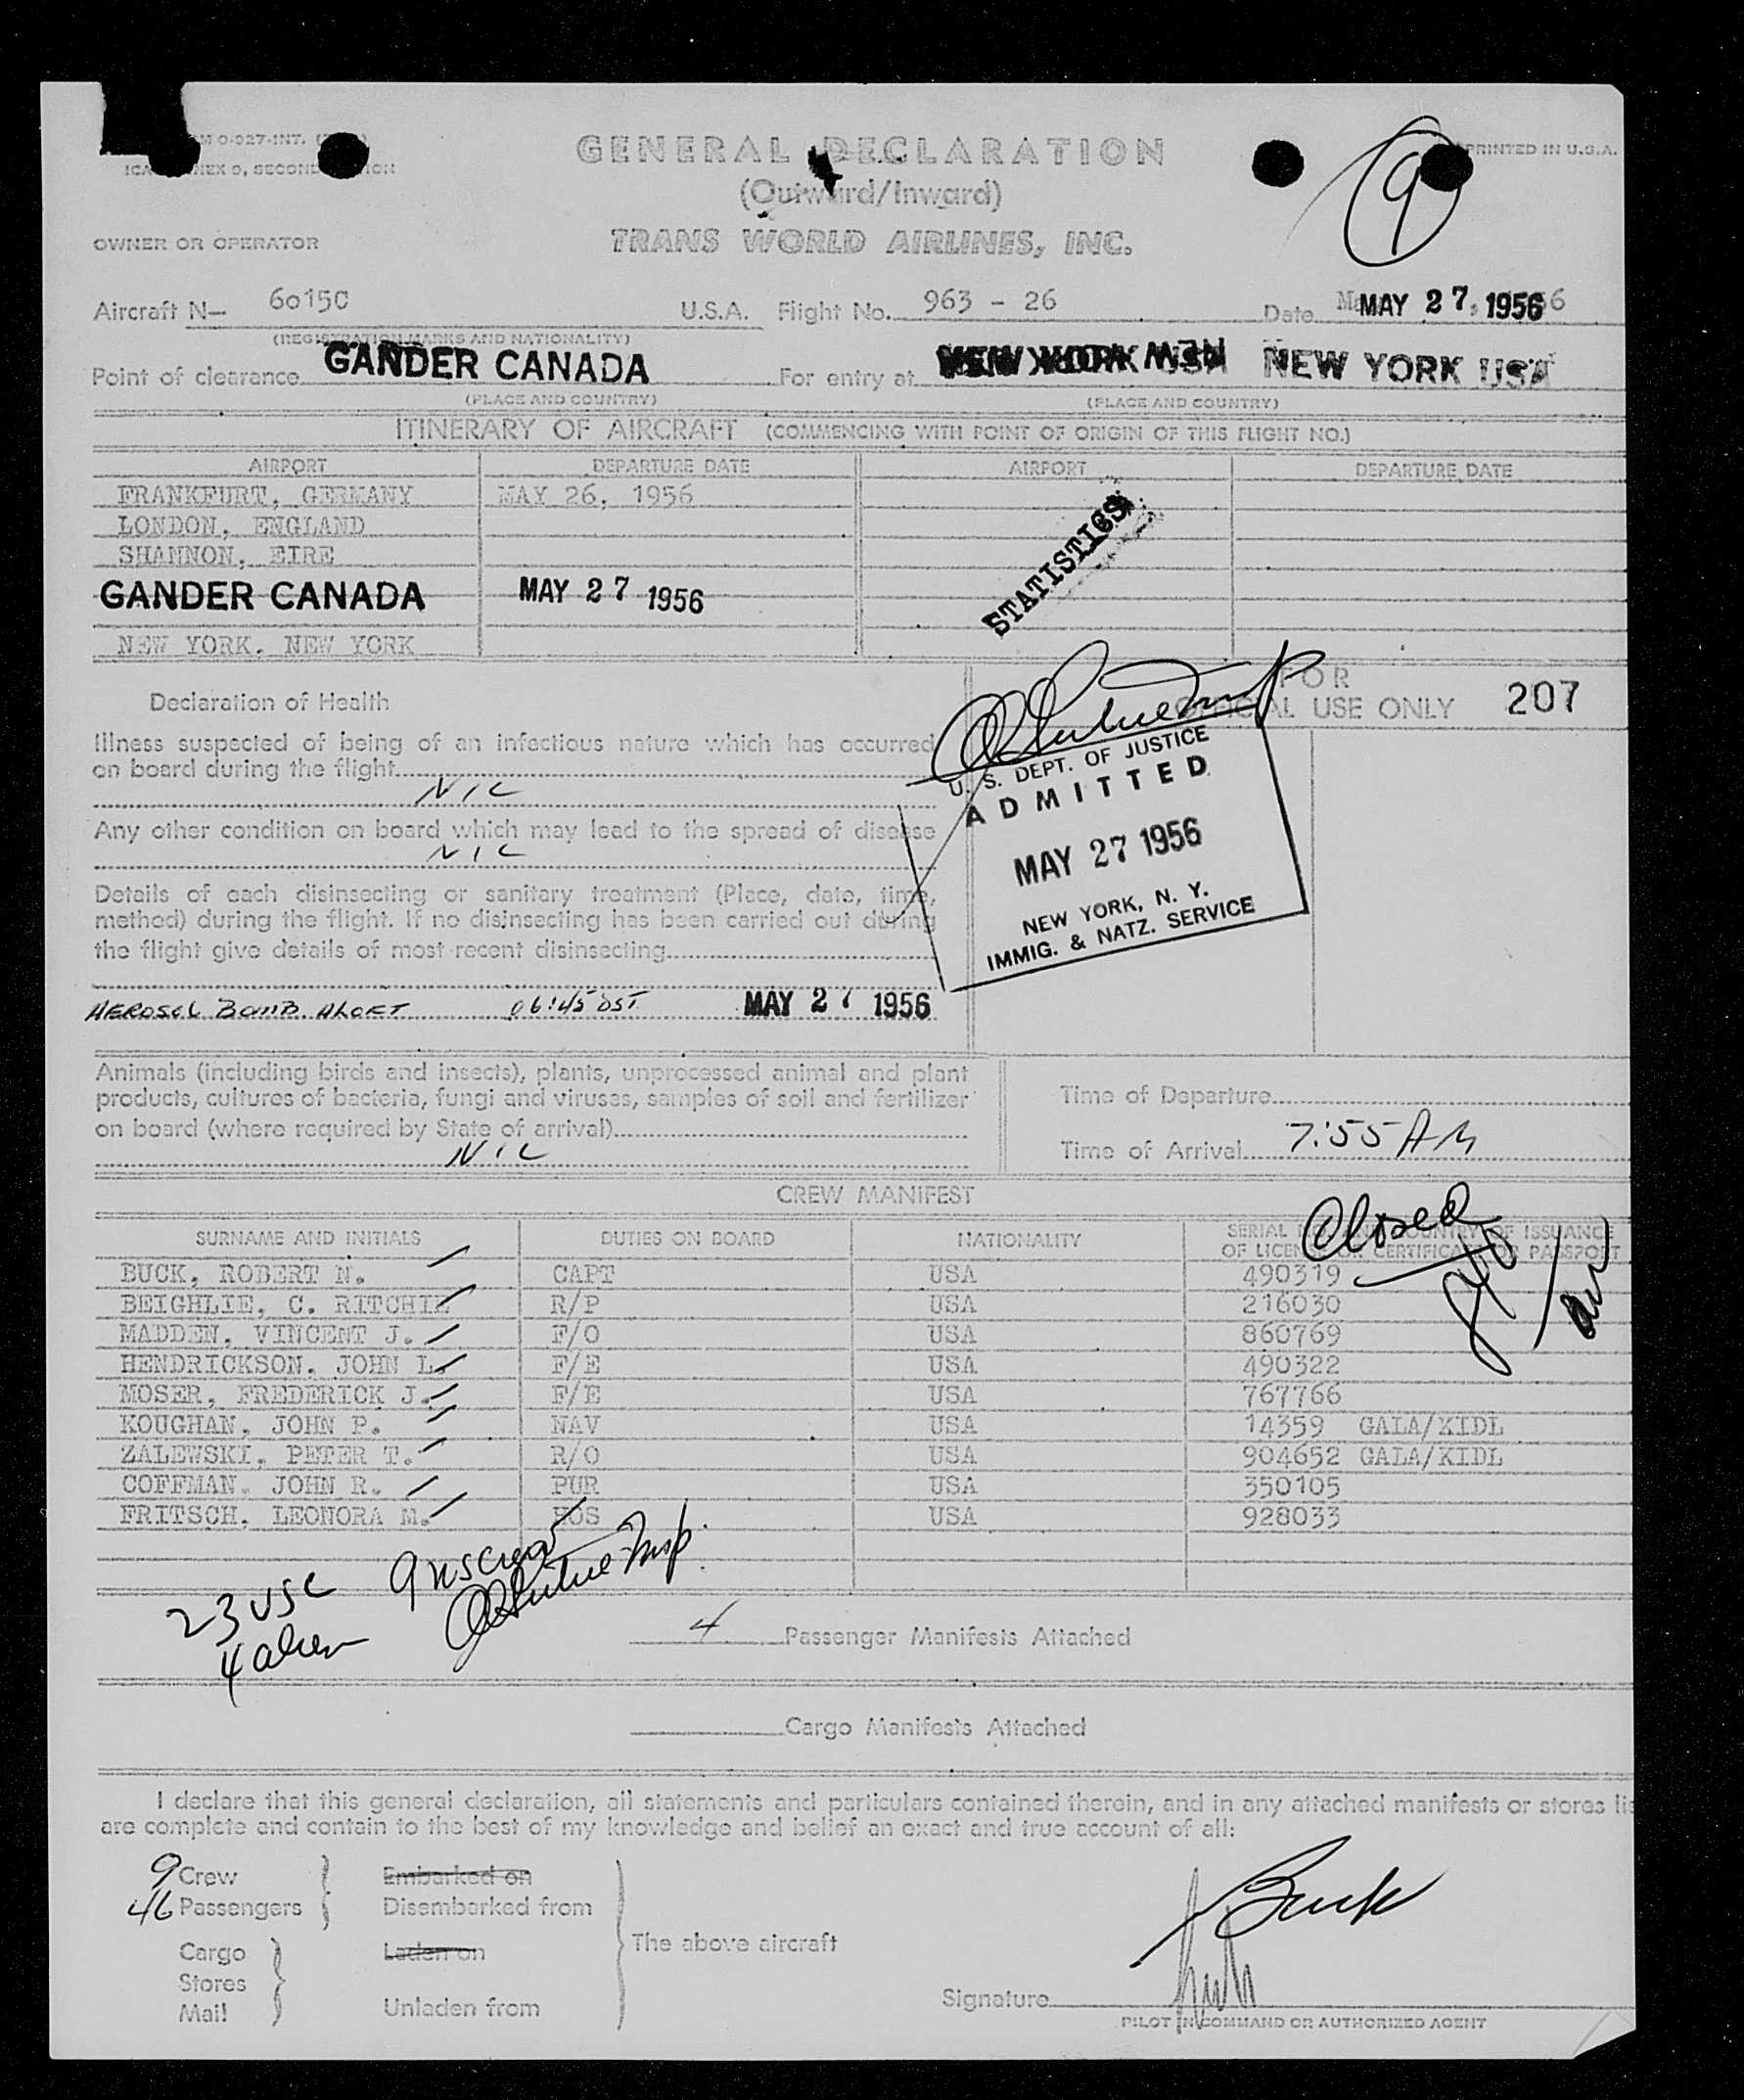 GENERAL DECLARATION
(Outward/Inward)
PRINTED IN U.S.A.
9
OWNER OR OPERATOR
TRANS WORLD AIRLINES, INC.
Aircraft N— 6015C U.S.A. Flight No. 963 - 26 Date MAY 27, 1956
(REGISTRATION MARKS AND NATIONALITY)
Point of clearance GANDER CANADA For entry at NEW YORK USA
(PLACE AND COUNTRY) (PLACE AND COUNTRY)
ITINERARY OF AIRCRAFT (COMMENCING WITH POINT OF ORIGIN OF THIS FLIGHT NO.)
AIRPORT DEPARTURE DATE AIRPORT DEPARTURE DATE
FRANKFURT, GERMANY MAY 26, 1956
LONDON, ENGLAND
SHANNON, EIRE
GANDER CANADA MAY 27 1956
NEW YORK, NEW YORK
STATISTICS
Declaration of Health
FOR
OFFICIAL USE ONLY 207
Illness suspected of being of an infectious nature which has occurred
on board during the flight
NIL
Any other condition on board which may lead to the spread of disease
NIL
Details of each disinsecting or sanitary treatment (Place, date, time,
method) during the flight. If no disinsecting has been carried out during
the flight give details of most recent disinsecting
AEROSOL BOMB. ALOFT 06:45 DST MAY 27 1956
U. S. DEPT. OF JUSTICE
ADMITTED
MAY 27 1956
NEW YORK, N. Y.
IMMIG. & NATZ. SERVICE
Animals (including birds and insects), plants, unprocessed animal and plant
products, cultures of bacteria, fungi and viruses, samples of soil and fertilizer
on board (where required by State of arrival)
NIL
Time of Departure
Time of Arrival 7:55 AM
CREW MANIFEST
SURNAME AND INITIALS DUTIES ON BOARD NATIONALITY SERIAL OF ISSUANCE
OF CERTIFICATE OR PASSPORT
Closed
BUCK, ROBERT N. CAPT USA 490319
BEIGHLIE, C. RITCHIE R/P USA 216030
MADDEN, VINCENT J. F/O USA 860769
HENDRICKSON, JOHN L. F/E USA 490322
MOSER, FREDERICK J. F/E USA 767766
KOUGHAN, JOHN P. NAV USA 14359 GALA/KIDL
ZALEWSKI, PETER T. R/O USA 904652 GALA/KIDL
COFFMAN, JOHN R. PUR USA 350105
FRITSCH, LEONORA M. HOS USA 928033
23 USC
4 alien
4 Passenger Manifests Attached
Cargo Manifests Attached
I declare that this general declaration, all statements and particulars contained therein, and in any attached manifests or stores
are complete and contain to the best of my knowledge and belief an exact and true account of all:
9 Crew Embarked on
46 Passengers Disembarked from
The above aircraft
Cargo Laden on
Stores
Mail Unladen from
Buck
Signature
PILOT IN COMMAND OR AUTHORIZED AGENT